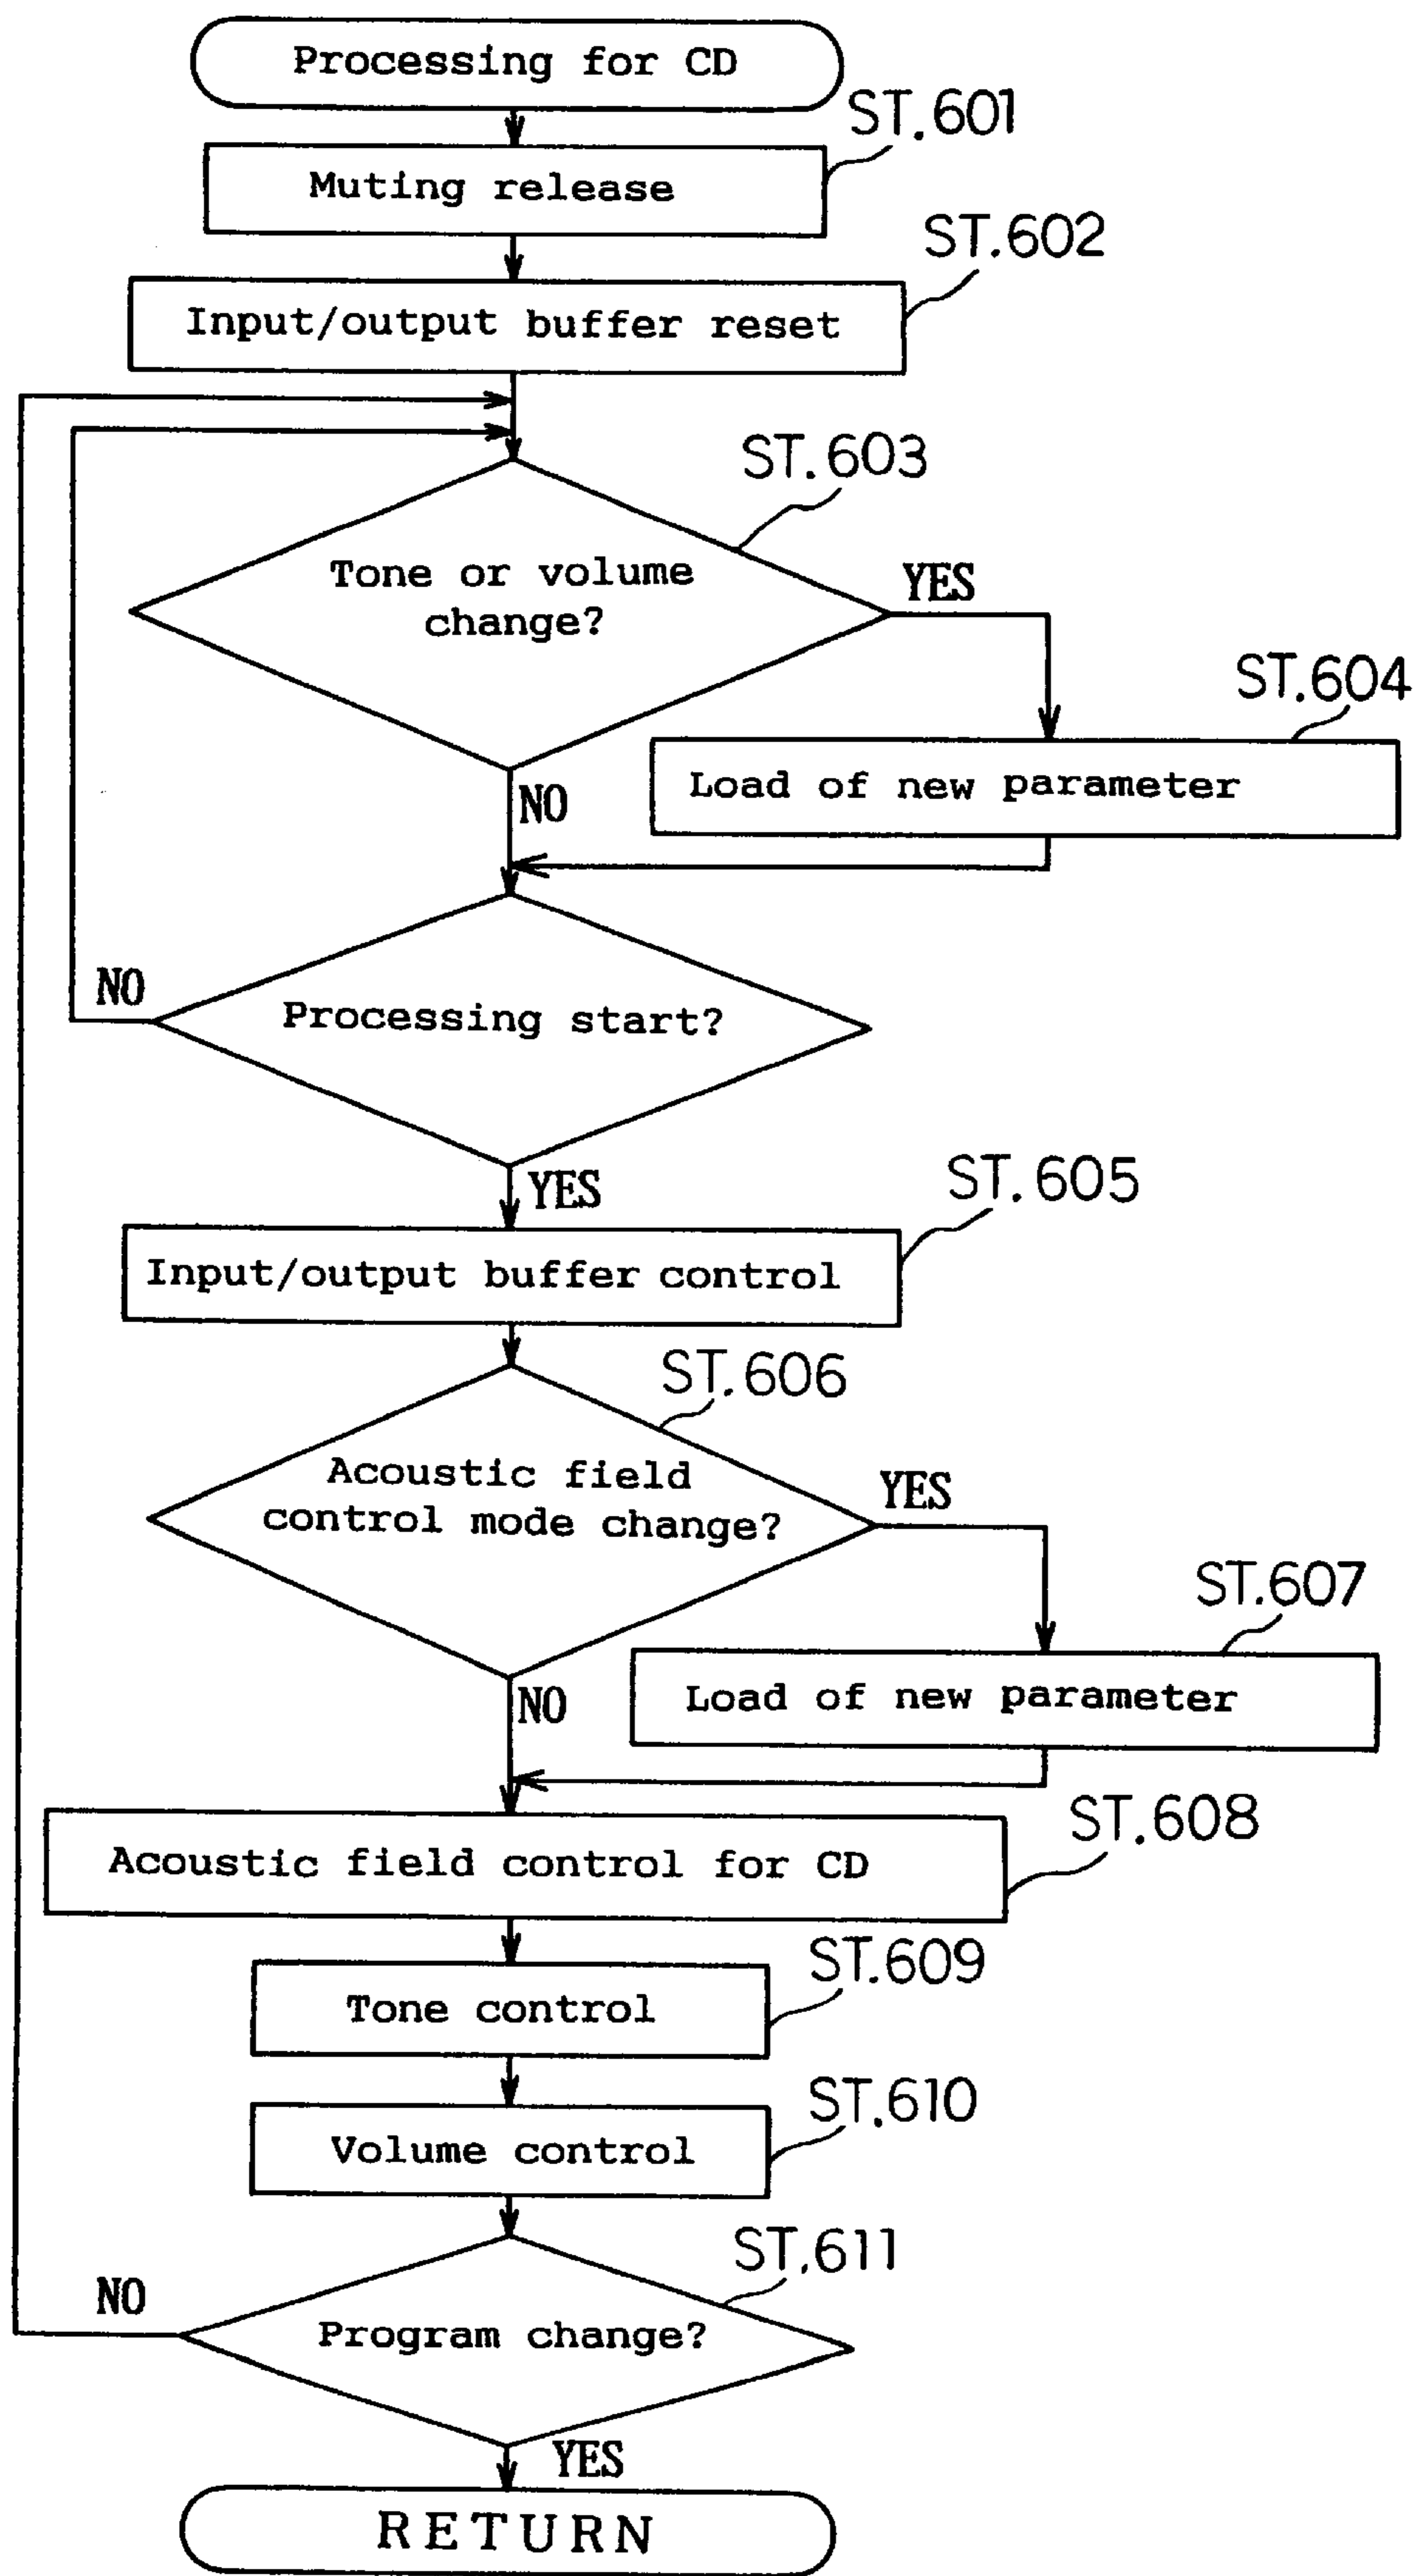 Processing for CD
ST.601
Muting release
ST.602
Input/output buffer reset
ST.603
Tone or volume
change?
YES
ST.604
Load of new parameter
NO
NO
Processing start?
YES
ST.605
Input/output buffer control
ST.606
Acoustic field
control mode change?
YES
ST.607
Load of new parameter
NO
ST.608
Acoustic field control for CD
ST.609
Tone control
ST.610
Volume control
ST.611
NO
Program change?
YES
RETURN